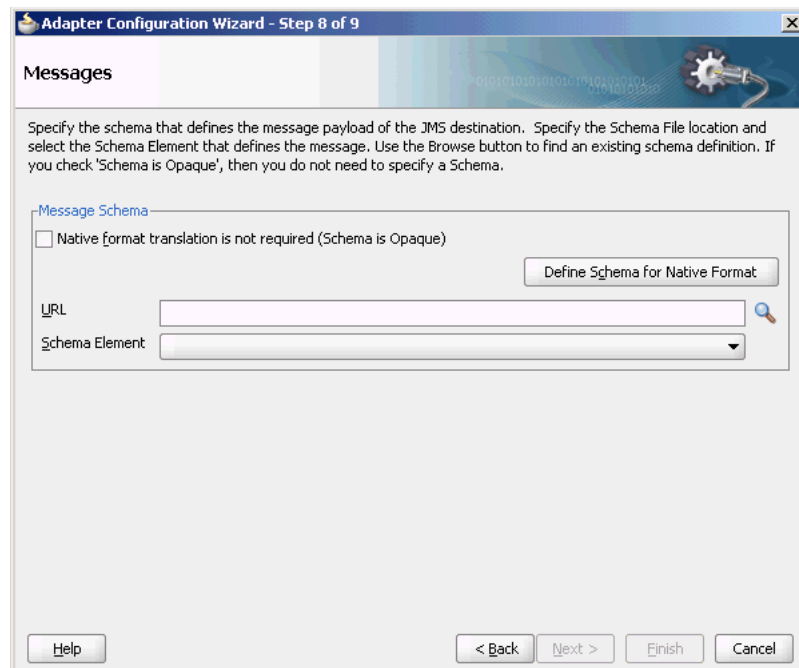 Adapter Configuration Wizard - Step 8 of 9
Messages
Specify the schema that defines the message payload of the JMS destination.  Specify the Schema File location and
select the Schema Element that defines the message. Use the Browse button to find an existing schema definition. If
you check 'Schema is Opaque', then you do not need to specify a Schema.
Message Schema
Native format translation is not required (Schema is Opaque)
Define Schema for Native Format
URL
Schema Element
Help
< Back
Next >
Finish
Cancel